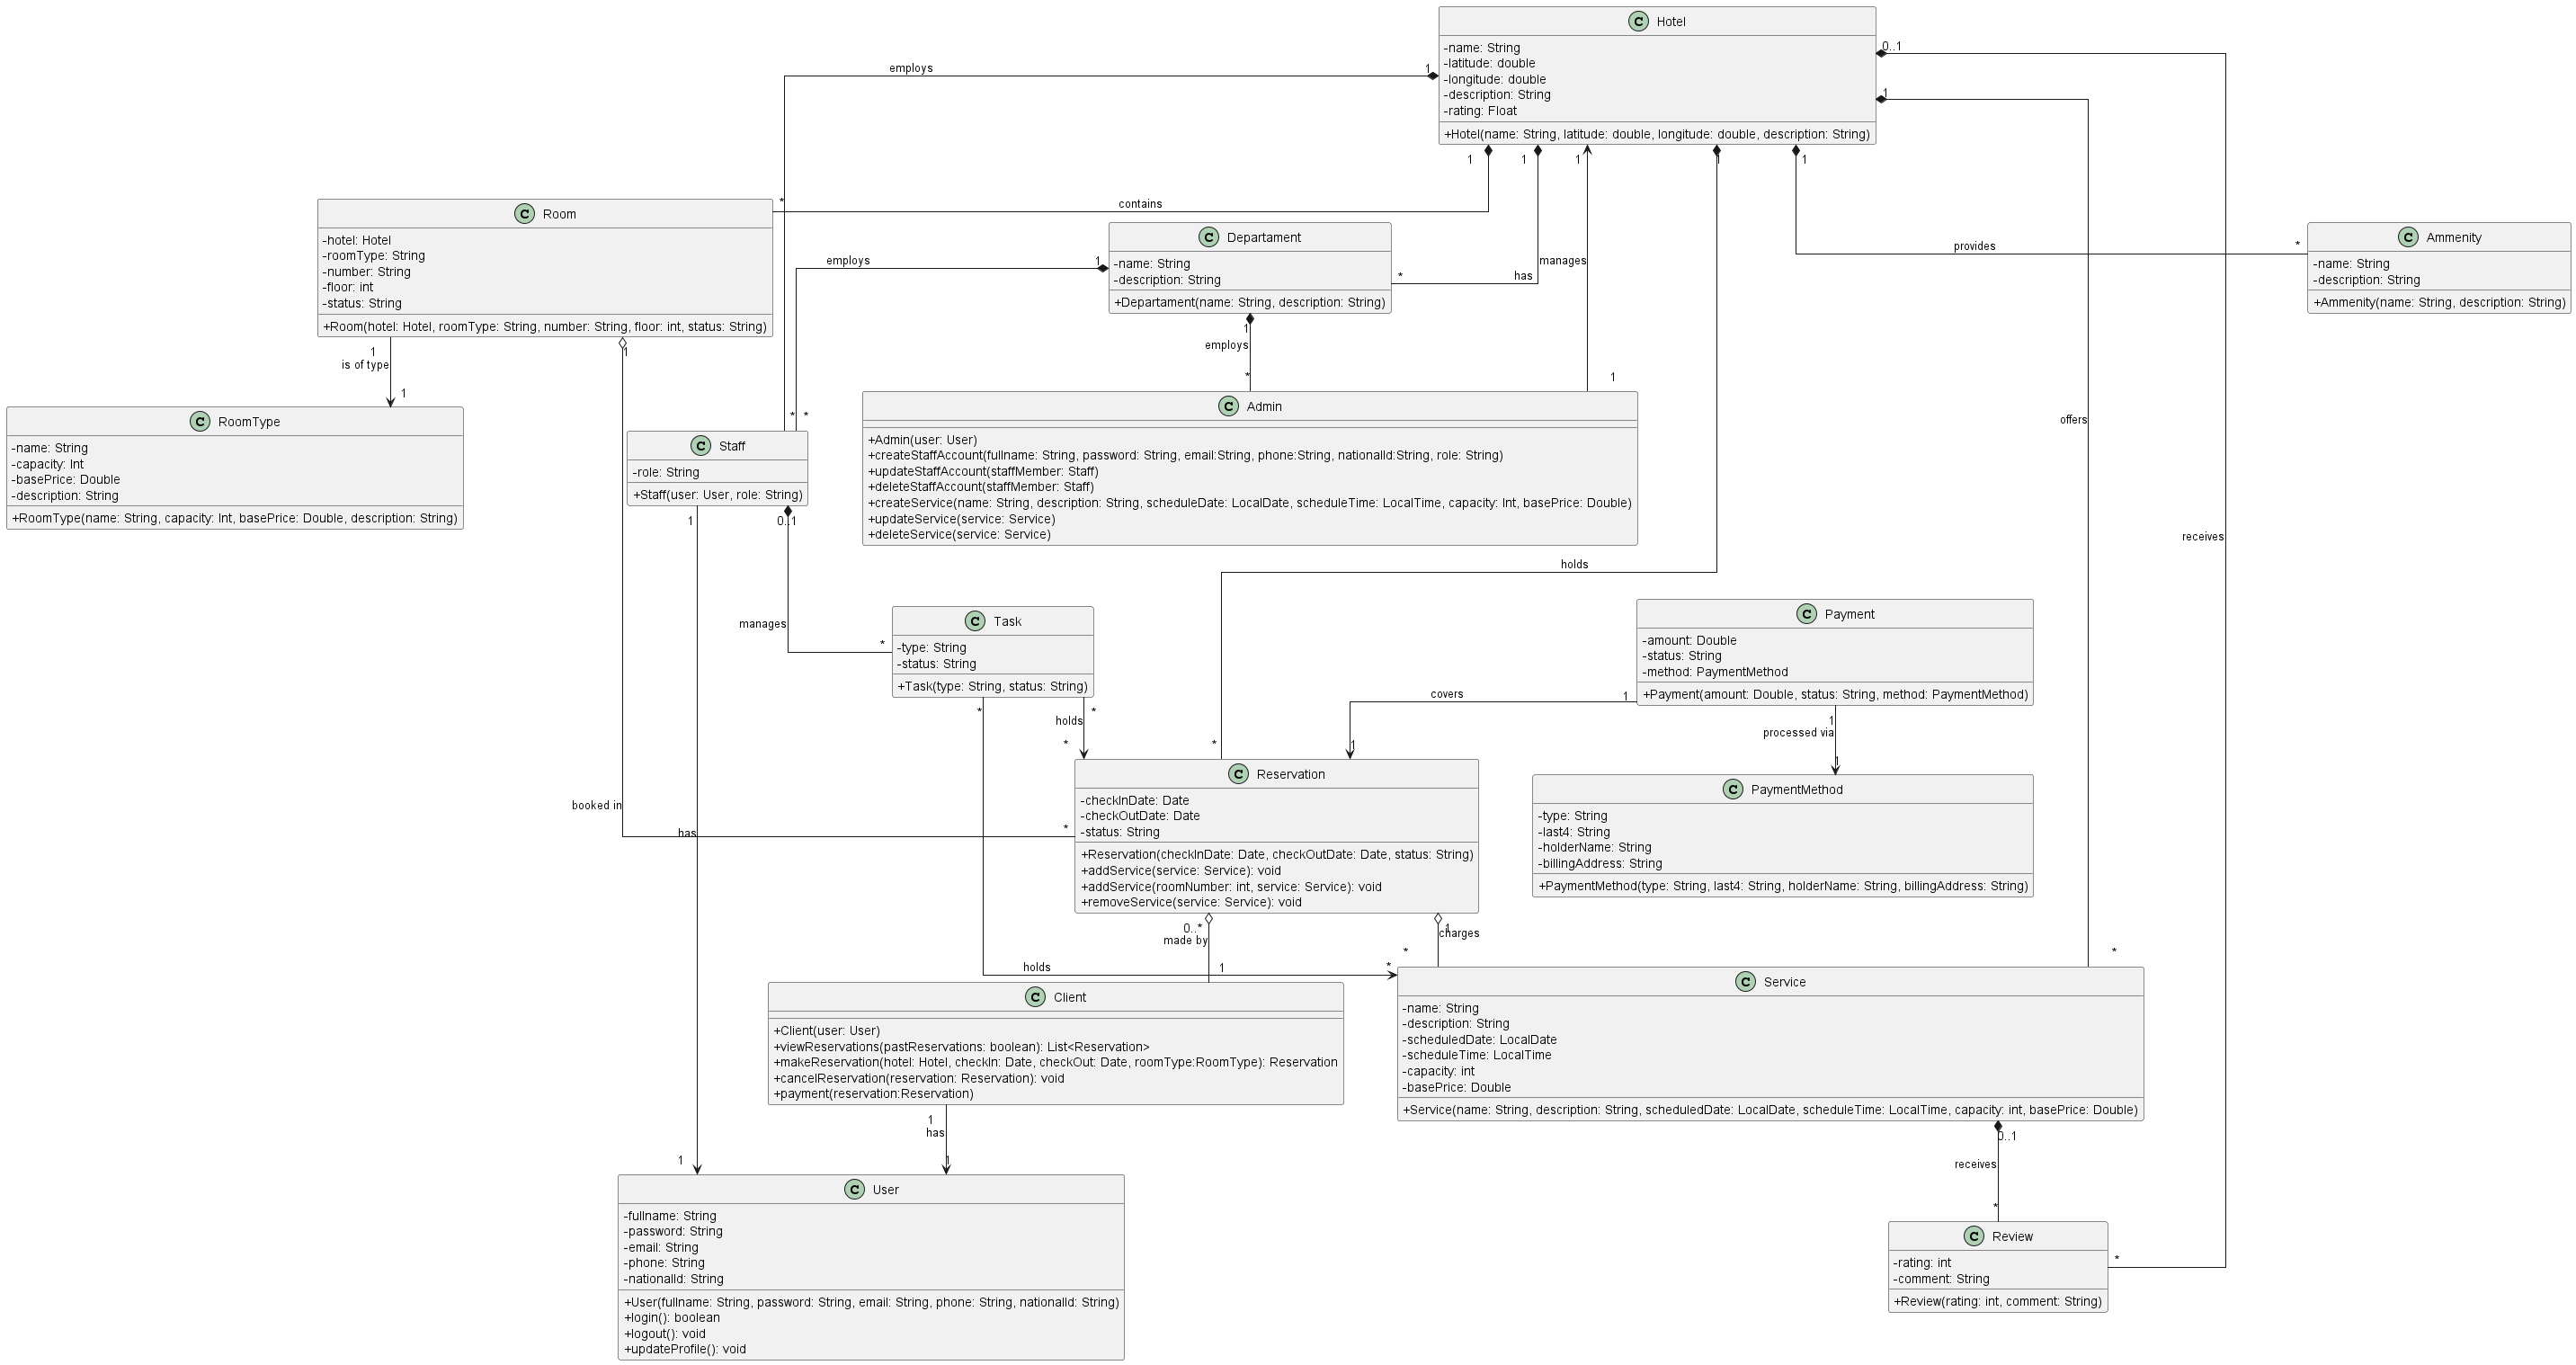 C Hotel
-name: String
-latitude: double
-longitude: double
-description: String
-rating: Float
+Hotel(name: String, latitude: double, longitude: double, description: String)
0..1
1
employs
1
1
1
1
1
1
C Room
-hotel: Hotel
-roomType: String
-number: String
-floor: int
-status: String
+Room(hotel: Hotel, roomType: String, number: String, floor: int, status: String)
*
contains
C Departament
-name: String
-description: String
+Departament(name: String, description: String)
employs
1
*
has
manages
provides
*
C Ammenity
-name: String
-description: String
+Ammenity(name: String, description: String)
1
is of type
1
1
1
employs
*
1
C RoomType
-name: String
-capacity: Int
-basePrice: Double
-description: String
+RoomType(name: String, capacity: Int, basePrice: Double, description: String)
*
*
C Staff
-role: String
+Staff(user: User, role: String)
C Admin
+Admin(user: User)
+createStaffAccount(fullname: String, password: String, email:String, phone:String, nationalId:String, role: String)
+updateStaffAccount(staffMember: Staff)
+deleteStaffAccount(staffMember: Staff)
+createService(name: String, description: String, scheduleDate: LocalDate, scheduleTime: LocalTime, capacity: Int, basePrice: Double)
+updateService(service: Service)
+deleteService(service: Service)
offers
receives
1
0..1
holds
manages
*
C Task
-type: String
-status: String
+Task(type: String, status: String)
C Payment
-amount: Double
-status: String
-method: PaymentMethod
+Payment(amount: Double, status: String, method: PaymentMethod)
*
*
holds
*
*
covers
1
1
1
processed via
1
booked in
has
*
C Reservation
-checkInDate: Date
-checkOutDate: Date
-status: String
+Reservation(checkInDate: Date, checkOutDate: Date, status: String)
+addService(service: Service): void
+addService(roomNumber: int, service: Service): void
+removeService(service: Service): void
C PaymentMethod
-type: String
-last4: String
-holderName: String
-billingAddress: String
+PaymentMethod(type: String, last4: String, holderName: String, billingAddress: String)
0..*
made by
1
1
charges
*
*
holds
*
C Client
+Client(user: User)
+viewReservations(pastReservations: boolean): List<Reservation>
+makeReservation(hotel: Hotel, checkIn: Date, checkOut: Date, roomType:RoomType): Reservation
+cancelReservation(reservation: Reservation): void
+payment(reservation:Reservation)
C Service
-name: String
-description: String
-scheduledDate: LocalDate
-scheduleTime: LocalTime
-capacity: int
-basePrice: Double
+Service(name: String, description: String, scheduledDate: LocalDate, scheduleTime: LocalTime, capacity: int, basePrice: Double)
1
has
1
1
0..1
receives
*
*
C User
-fullname: String
-password: String
-email: String
-phone: String
-nationalId: String
+User(fullname: String, password: String, email: String, phone: String, nationalId: String)
+login(): boolean
+logout(): void
+updateProfile(): void
C Review
-rating: int
-comment: String
+Review(rating: int, comment: String)